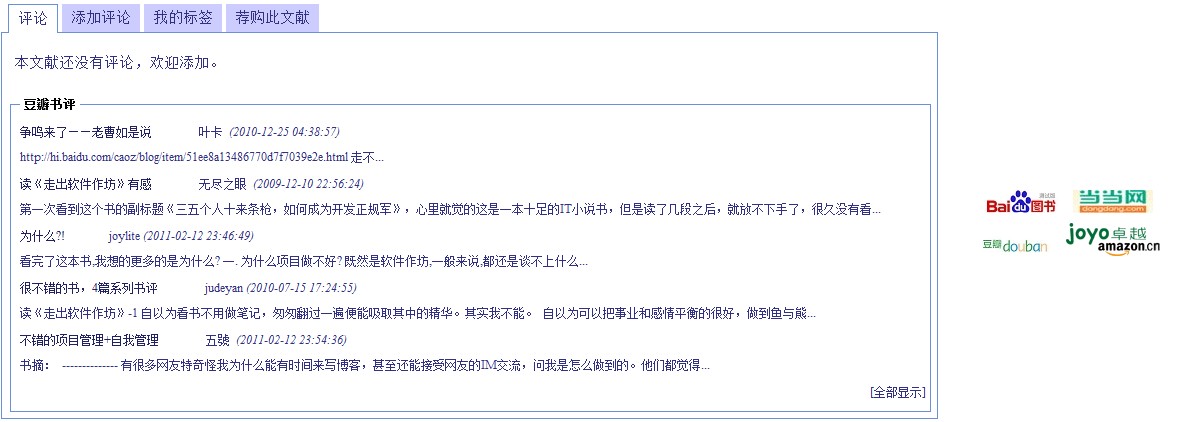 评论 添加评论 我的标签 荐购此文献
本文献还没有评论，欢迎添加。
豆瓣书评
争鸣来了－－老曹如是说 叶卡 (2010-12-25 04:38:57)
http://hi.baidu.com/caoz/blog/item/51ee8a13486770d7f7039e2e.html 走不...
读《走出软件作坊》有感 无尽之眼 (2009-12-10 22:56:24)
第一次看到这个书的副标题《三五个人十来条枪，如何成为开发正规军》，心里就觉的这是一本十足的IT小说书，但是读了几段之后，就放不下手了，很久没有看...
为什么?! joylite (2011-02-12 23:46:49)
看完了这本书,我想的更多的是为什么? 一. 为什么项目做不好? 既然是软件作坊,一般来说,都还是谈不上什么...
很不错的书，4篇系列书评 judeyan (2010-07-15 17:24:55)
读《走出软件作坊》-1 自以为看书不用做笔记，匆匆翻过一遍便能吸取其中的精华。其实我不能。 自以为可以把事业和感情平衡的很好，做到鱼与熊...
不错的项目管理+自我管理 五號 (2011-02-12 23:54:36)
书摘： -------------- 有很多网友特奇怪我为什么能有时间来写博客，甚至还能接受网友的IM交流，问我是怎么做到的。他们都觉得...
[全部显示]
Baidu图书 测试版
当当网
dangdang.com
豆瓣douban
joyo卓越
amazon.cn